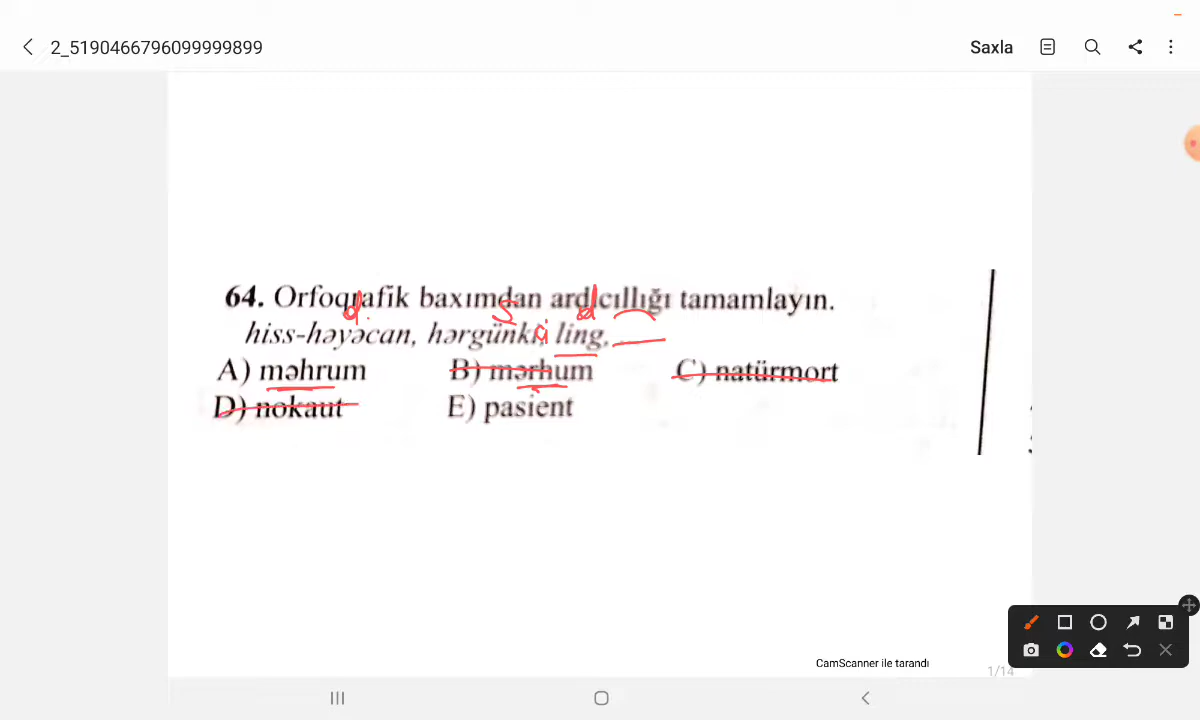 2_5190466796099999899
Saxla
64. Orfoqrafik baxımdan ardıcıllığı tamamlayın.
d. s d
hiss-həyəcan, hərgünki, ling,
A) məhrum B) mərhum C) natürmort
D) nokaut E) pasient
CamScanner ile tarandı
1/14